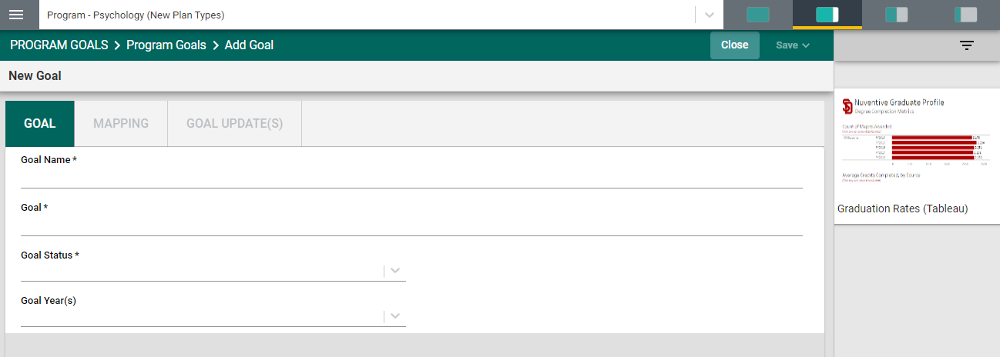 Program - Psychology (New Plan Types)
PROGRAM GOALS > Program Goals > Add Goal
Close
Save
New Goal
GOAL
MAPPING
GOAL UPDATE(S)
Goal Name *
Goal *
Goal Status *
Goal Year(s)
Nuventive Graduate Profile
Degree Completion Metrics
Count of Majors Awarded
Average Credits Completed, by Source
Graduation Rates (Tableau)